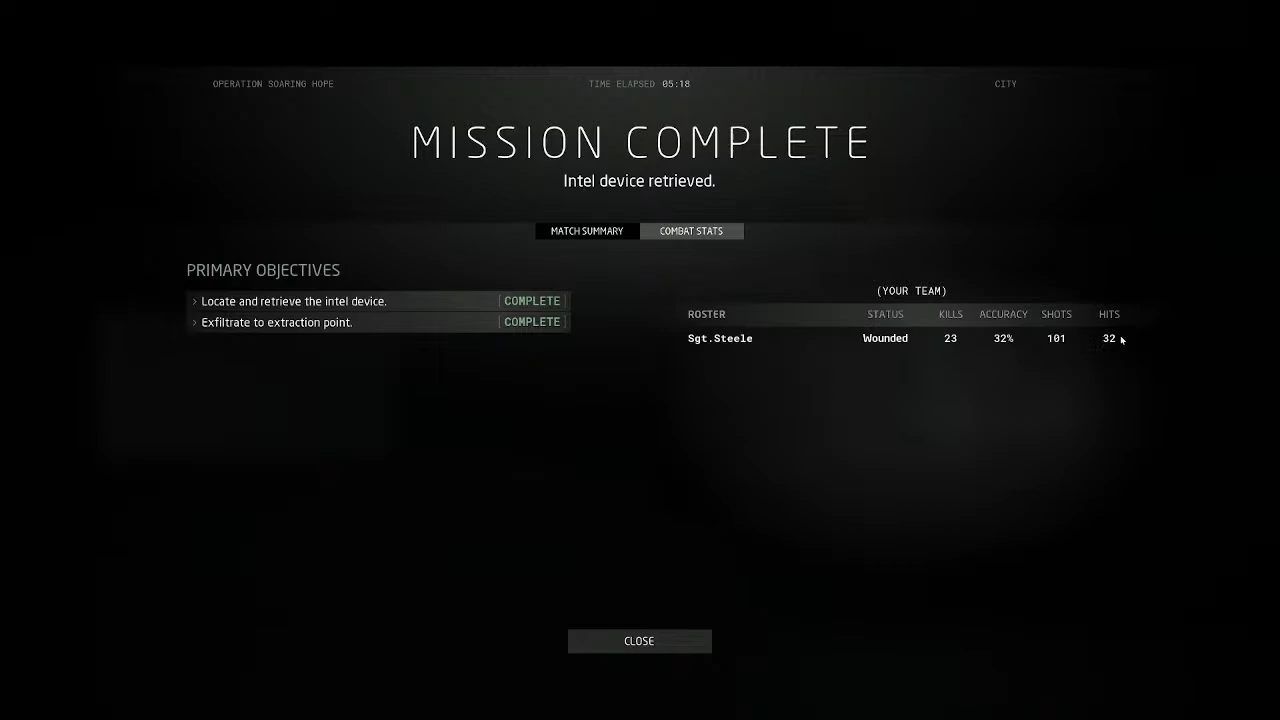 OPERATION SOARING HOPE TIME ELAPSED 05:18 CITY
MISSION COMPLETE
Intel device retrieved.
MATCH SUMMARY COMBAT STATS
PRIMARY OBJECTIVES
› Locate and retrieve the intel device. [COMPLETE]
› Exfiltrate to extraction point. [COMPLETE]
(YOUR TEAM)
ROSTER STATUS KILLS ACCURACY SHOTS HITS
Sgt.Steele Wounded 23 32% 101 32
CLOSE